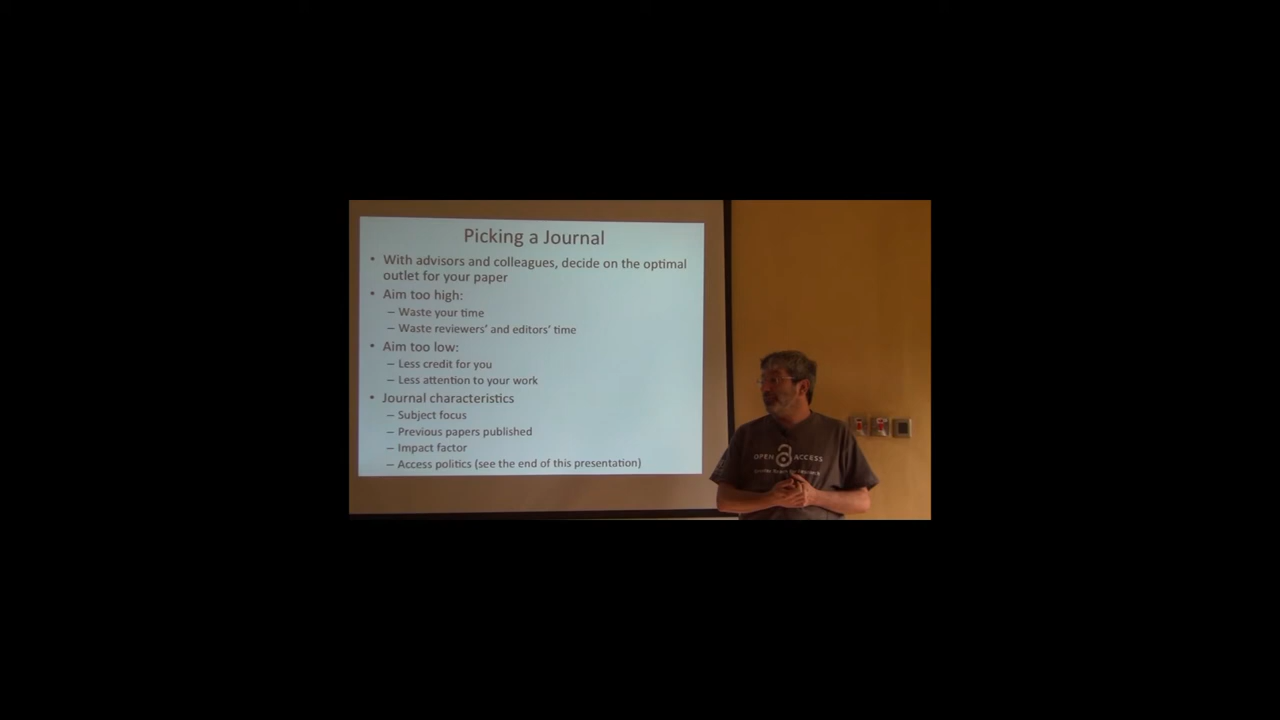 Picking a Journal
• With advisors and colleagues, decide on the optimal
outlet for your paper
• Aim too high:
– Waste your time
– Waste reviewers' and editors' time
• Aim too low:
– Less credit for you
– Less attention to your work
• Journal characteristics
– Subject focus
– Previous papers published
– Impact factor
– Access politics (see the end of this presentation)
OPEN ACCESS